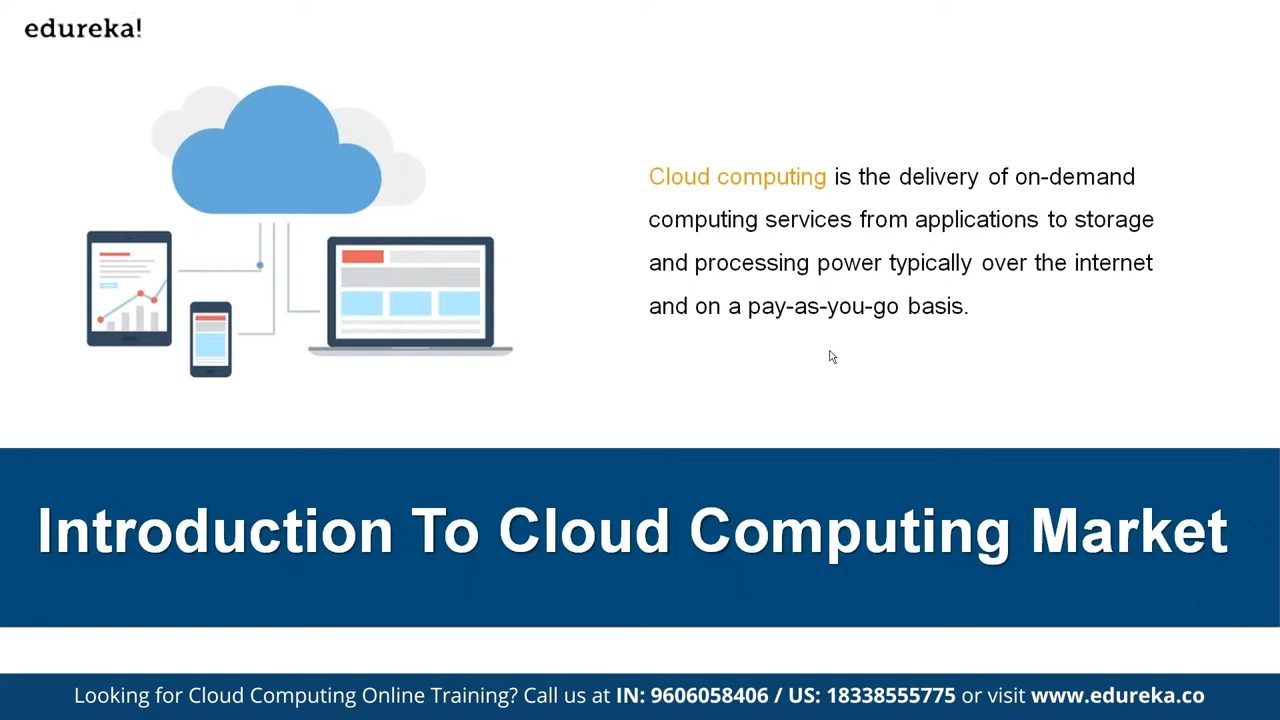 edureka!
Cloud computing is the delivery of on-demand
computing services from applications to storage
and processing power typically over the internet
and on a pay-as-you-go basis.
Introduction To Cloud Computing Market
Looking for Cloud Computing Online Training? Call us at IN: 9606058406 / US: 18338555775 or visit www.edureka.co